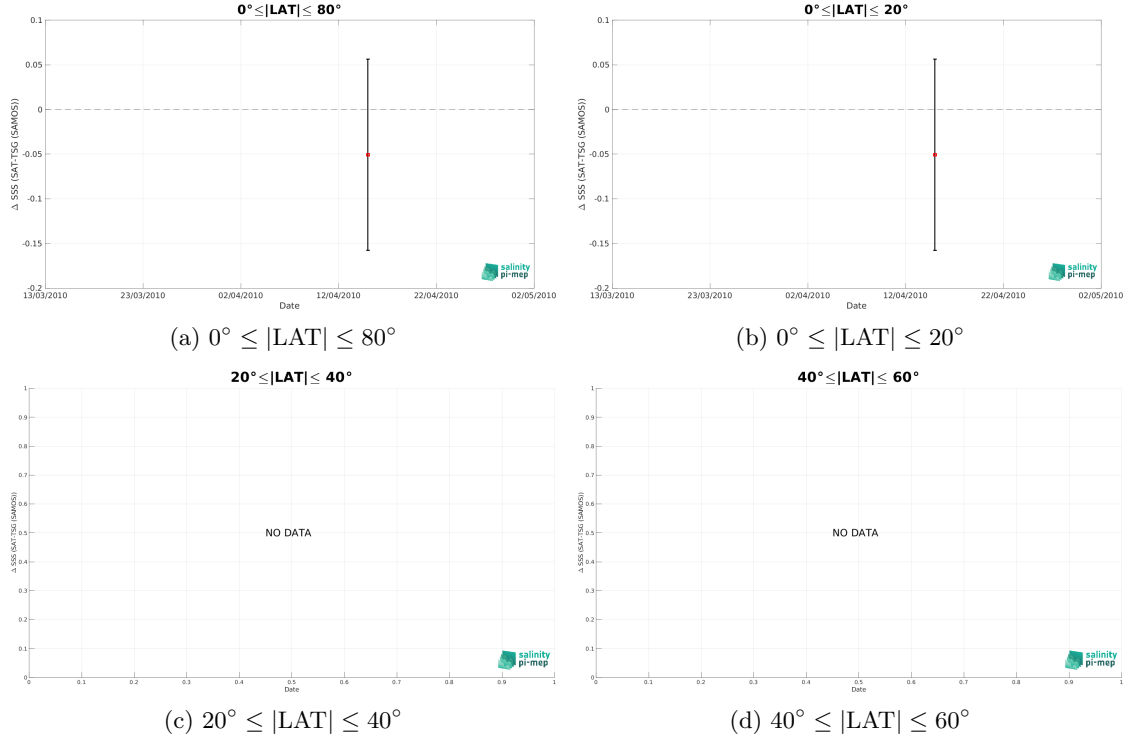 0°≤|LAT|≤ 80°
0.1
0.05
0
-0.05
-0.1
-0.15
-0.2
Δ SSS (SAT-TSG (SAMOS))
13/03/2010 23/03/2010 02/04/2010 12/04/2010 22/04/2010 02/05/2010
Date
salinity
pi-mep
(a) 0° ≤ |LAT| ≤ 80°
0°≤|LAT|≤ 20°
0.1
0.05
0
-0.05
-0.1
-0.15
-0.2
Δ SSS (SAT-TSG (SAMOS))
13/03/2010 23/03/2010 02/04/2010 12/04/2010 22/04/2010 02/05/2010
Date
salinity
pi-mep
(b) 0° ≤ |LAT| ≤ 20°
20°≤|LAT|≤ 40°
1
0.9
0.8
0.7
0.6
0.5
0.4
0.3
0.2
0.1
0
Δ SSS (SAT-TSG (SAMOS))
NO DATA
0 0.1 0.2 0.3 0.4 0.5 0.6 0.7 0.8 0.9 1
Date
salinity
pi-mep
(c) 20° ≤ |LAT| ≤ 40°
40°≤|LAT|≤ 60°
1
0.9
0.8
0.7
0.6
0.5
0.4
0.3
0.2
0.1
0
Δ SSS (SAT-TSG (SAMOS))
NO DATA
0 0.1 0.2 0.3 0.4 0.5 0.6 0.7 0.8 0.9 1
Date
salinity
pi-mep
(d) 40° ≤ |LAT| ≤ 60°